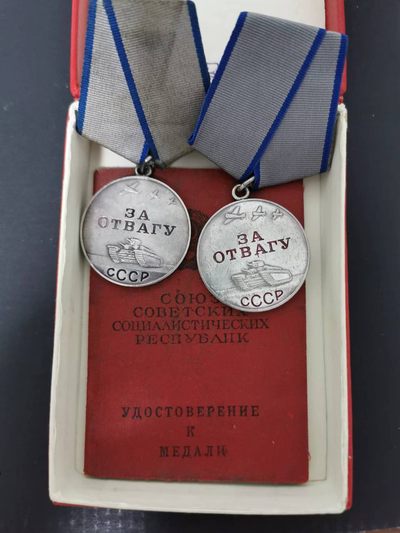 ЗА
ОТВАГУ
СССР
ЗА
ОТВАГУ
СССР
СОЮЗ
СОВЕТСКИХ
СОЦИАЛИСТИЧЕСКИХ
РЕСПУБЛИК
УДОСТОВЕРЕНИЕ
К
МЕДАЛИ